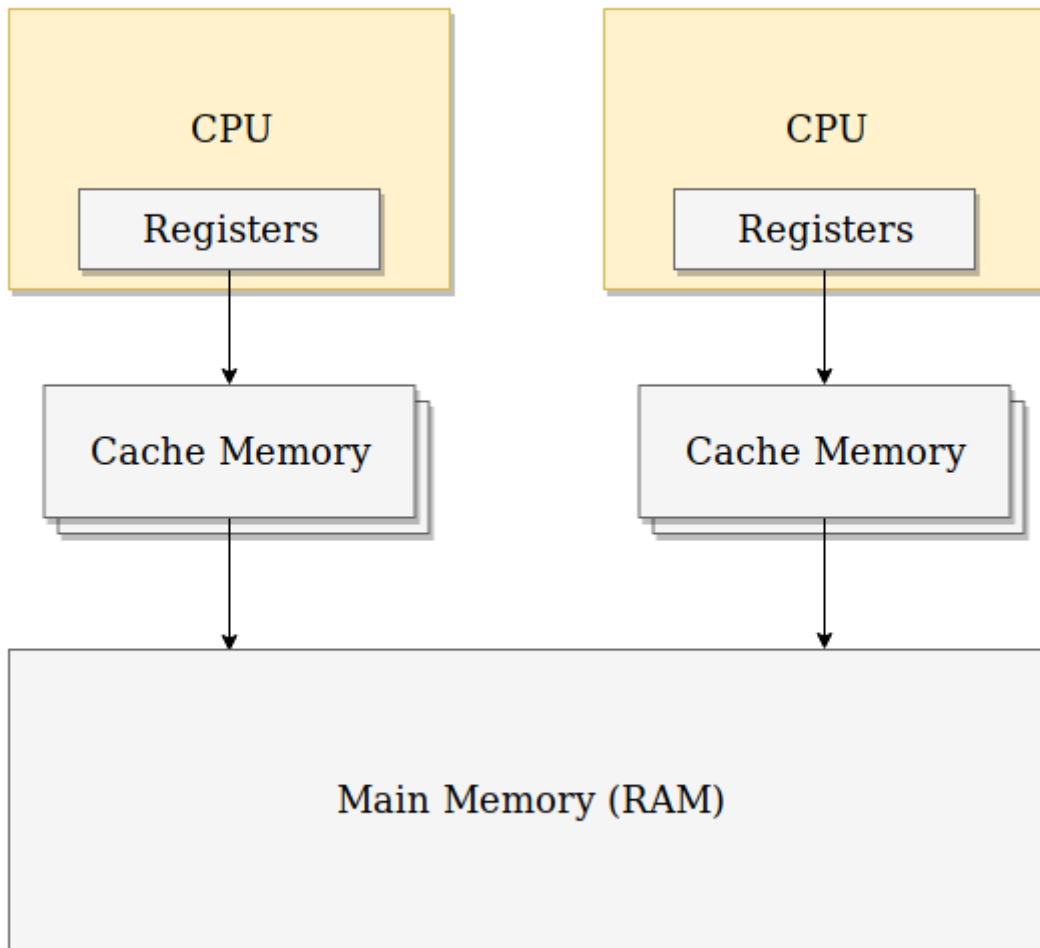 CPU
CPU
Registers
Registers
Cache Memory
Cache Memory
Main Memory (RAM)